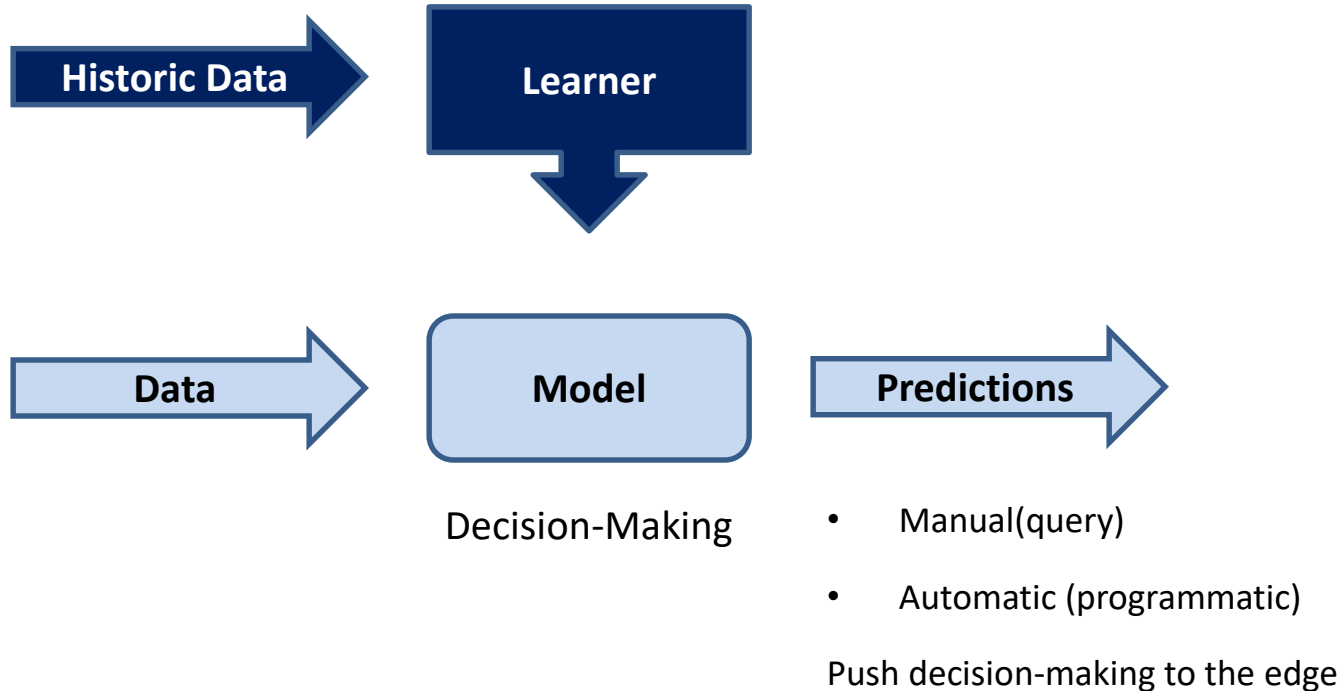 Historic Data
Learner
Data
Model
Predictions
Decision-Making
• Manual(query)
• Automatic (programmatic)
Push decision-making to the edge